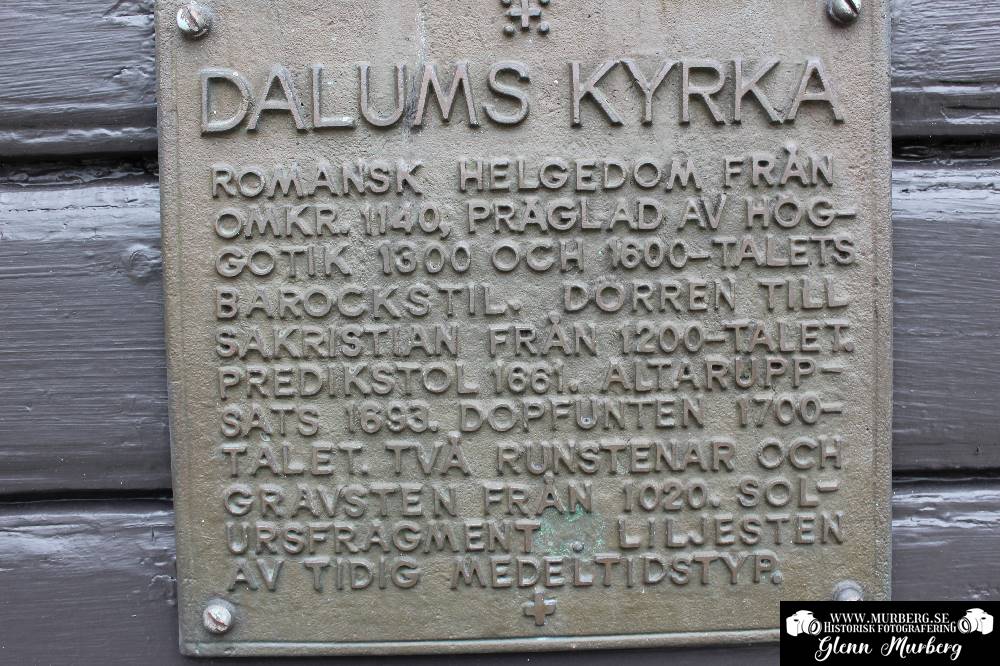 DALUMS KYRKA
ROMANSK HELGEDOM FRÅN
OMKR. 1140, PRÄGLAD AV HÖG-
GOTIK 1300 OCH 1600-TALETS
BAROCKSTIL. DÖRREN TILL
SAKRISTIAN FRÅN 1200-TALET.
PREDIKSTOL 1661. ALTARUPP-
SATS 1693. DOPFUNTEN 1700-
TALET. TVÅ RUNSTENAR OCH
GRAVSTEN FRÅN 1020. SOL-
URSFRAGMENT. LILJESTEN
AV TIDIG MEDELTIDSTYP.
WWW.MURBERG.SE
HISTORISK FOTOGRAFERING
Glenn Murberg